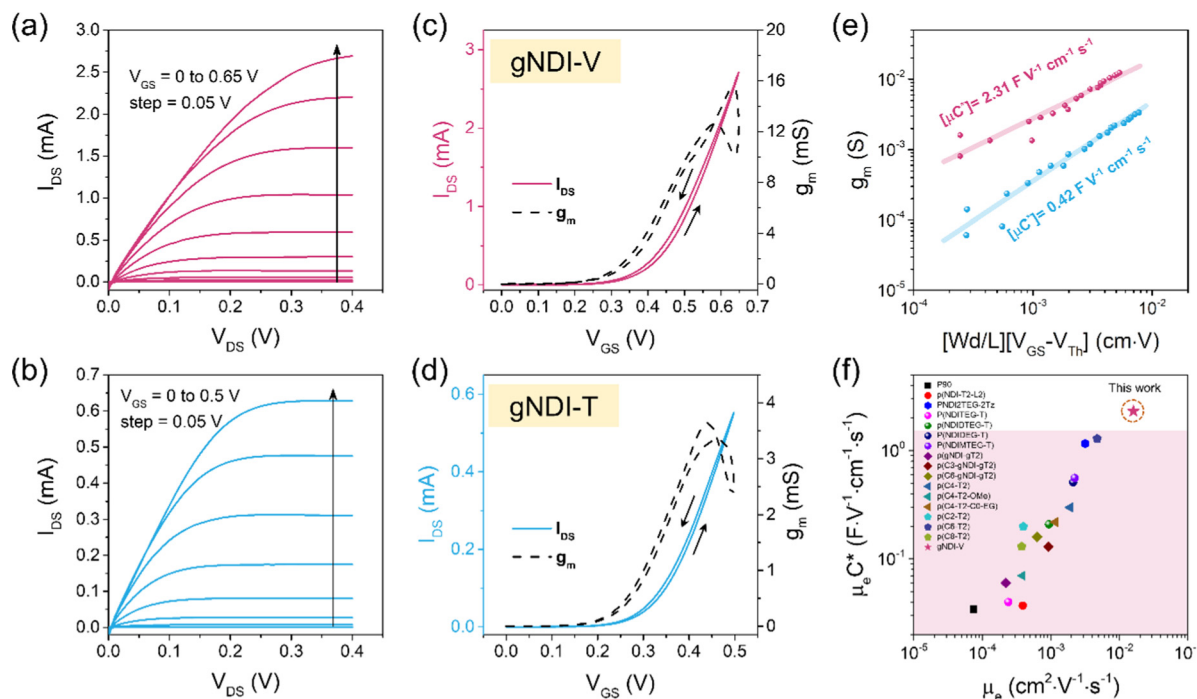 (a)
3.0
2.5
2.0
1.5
1.0
0.5
0.0
I_DS (mA)
V_GS = 0 to 0.65 V
step = 0.05 V
0.0 0.1 0.2 0.3 0.4
V_DS (V)
(c)
3
2
1
0
I_DS (mA)
gNDI-V
I_DS
g_m
20
16
12
8
4
0
g_m (mS)
0.0 0.1 0.2 0.3 0.4 0.5 0.6 0.7
V_GS (V)
(e)
10⁻¹
10⁻²
10⁻³
10⁻⁴
10⁻⁵
g_m (S)
[μC*]= 2.31 F V⁻¹ cm⁻¹ s⁻¹
[μC*]= 0.42 F V⁻¹ cm⁻¹ s⁻¹
10⁻⁴ 10⁻³ 10⁻²
[Wd/L][V_GS-V_Th] (cm·V)
(b)
0.7
0.6
0.5
0.4
0.3
0.2
0.1
0.0
I_DS (mA)
V_GS = 0 to 0.5 V
step = 0.05 V
0.0 0.1 0.2 0.3 0.4
V_DS (V)
(d)
0.6
0.4
0.2
0.0
I_DS (mA)
gNDI-T
I_DS
g_m
4
3
2
1
0
g_m (mS)
0.0 0.1 0.2 0.3 0.4 0.5
V_GS (V)
(f)
10⁰
10⁻¹
μ_eC* (F·V⁻¹·cm⁻¹·s⁻¹)
P90
p(NDI-T2-L2)
PNDI2TEG-2Tz
P(NDITEG-T)
P(NDIDTEG-T)
P(NDIDEG-T)
P(NDIMTEG-T)
p(gNDI-gT2)
p(C3-gNDI-gT2)
p(C6-gNDI-gT2)
p(C4-T2)
p(C4-T2-OMe)
p(C4-T2-C0-EG)
p(C2-T2)
p(C6-T2)
p(C8-T2)
gNDI-V
This work
10⁻⁵ 10⁻⁴ 10⁻³ 10⁻² 10⁻¹
μ_e (cm²·V⁻¹·s⁻¹)